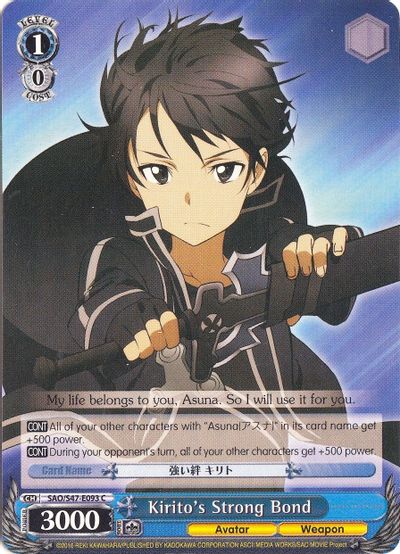 LEVEL
1
0
COST
My life belongs to you, Asuna. So I will use it for you.
CONT All of your other characters with "Asuna[アスナ]" in its card name get
+500 power.
CONT During your opponent's turn, all of your other characters get +500 power.
Card Name 強い絆 キリト
CH SAO/S47-E093 C
POWER 3000 Kirito's Strong Bond
Avatar Weapon
©2016 REKI KAWAHARA/PUBLISHED BY KADOKAWA CORPORATION ASCII MEDIA WORKS/SAO MOVIE Project